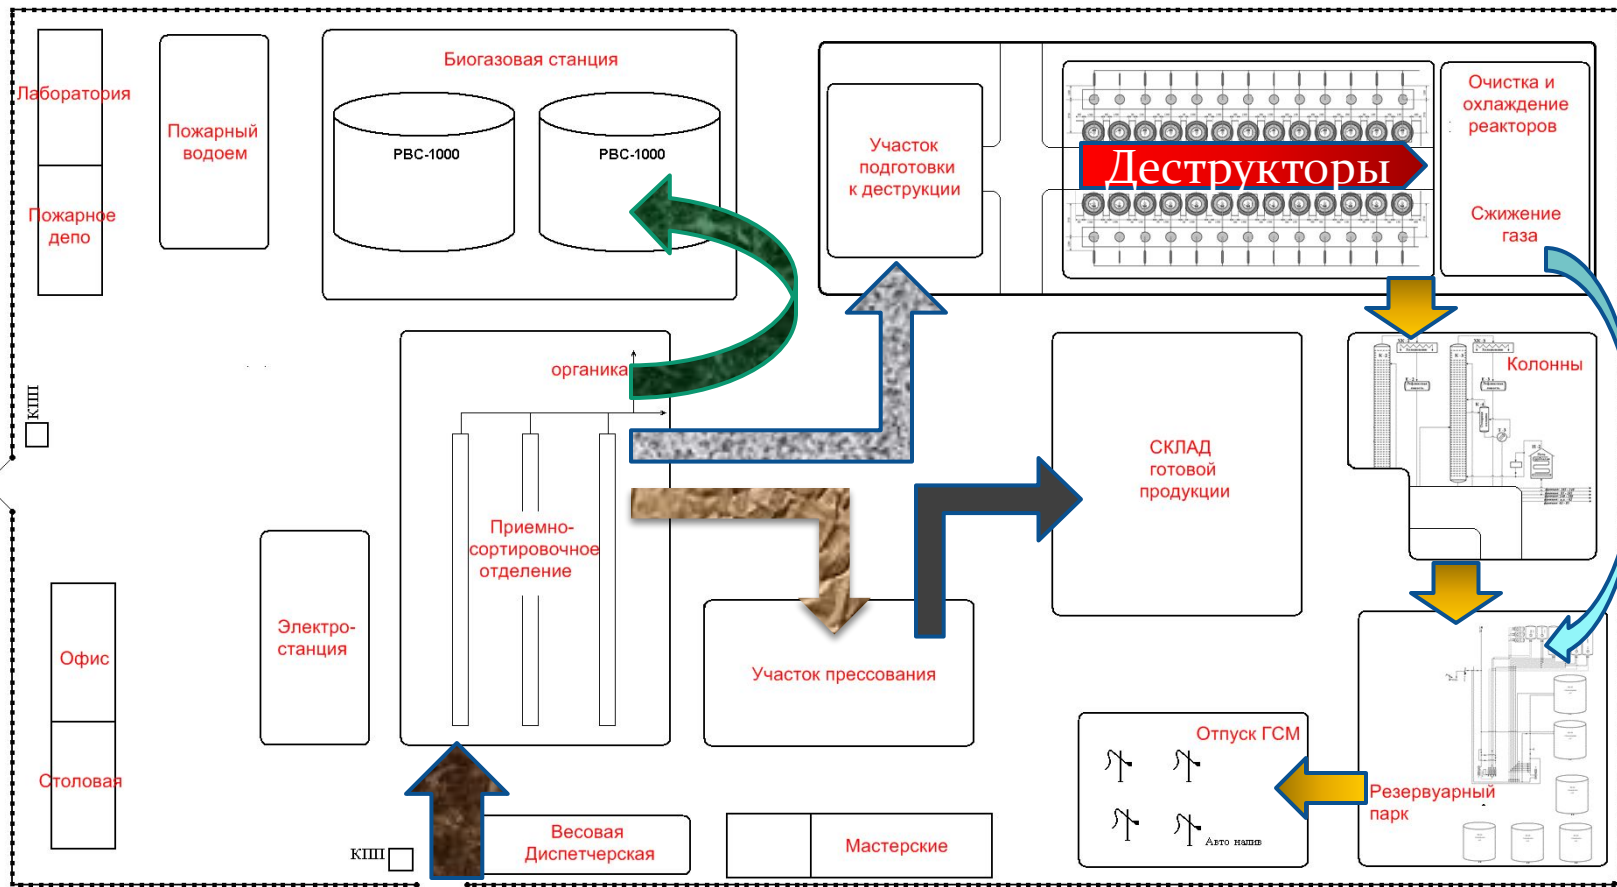 Лаборатория
Пожарное
депо
Пожарный
водоем
Биогазовая станция
РВС-1000
РВС-1000
Участок
подготовки
к деструкции
Деструкторы
Очистка и
охлаждение
реакторов
Сжижение
газа
КПП
органика
Приемно-
сортировочное
отделение
СКЛАД
готовой
продукции
Колонны
Электро-
станция
Офис
Столовая
Участок прессования
Отпуск ГСМ
Авто налив
Резервуарный
парк
КПП
Весовая
Диспетчерская
Мастерские